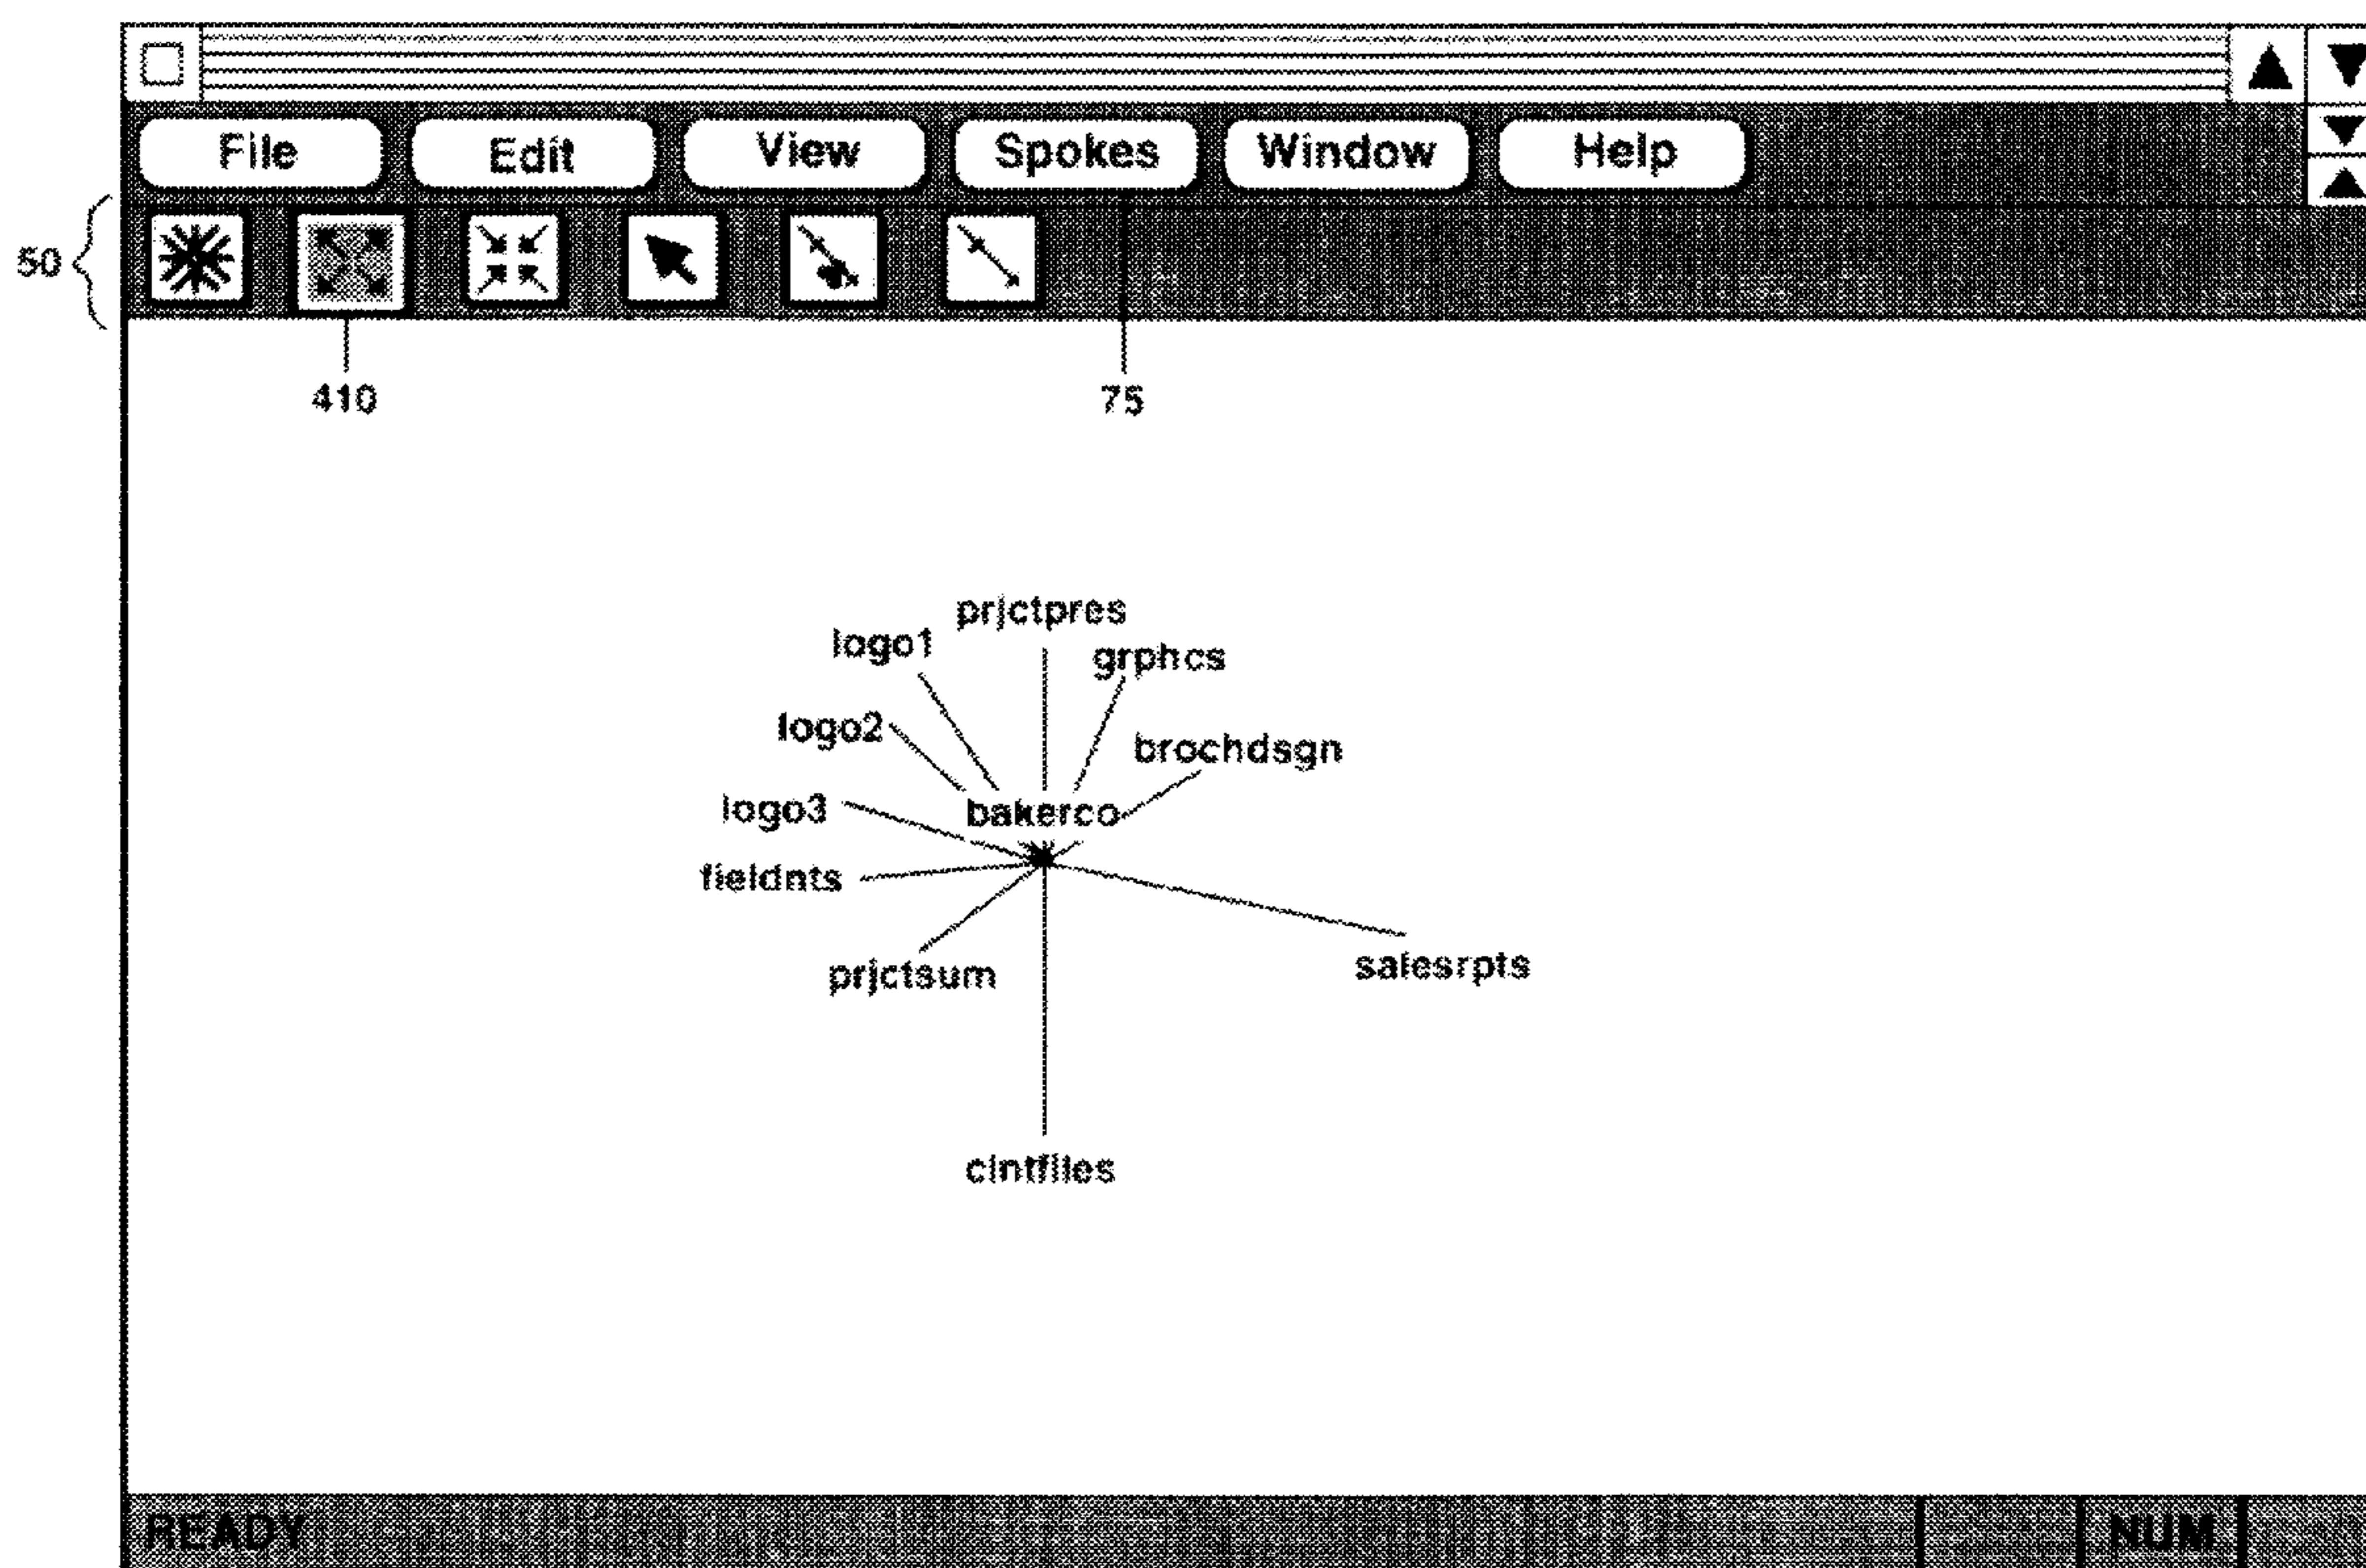 File Edit View Spokes Window Help
50
410 75
prjctpres
logo1
grphcs
logo2
brochdsgn
logo3
bakerco
fieldnts
prjctsum
salesrpts
clntfiles
READY NUM